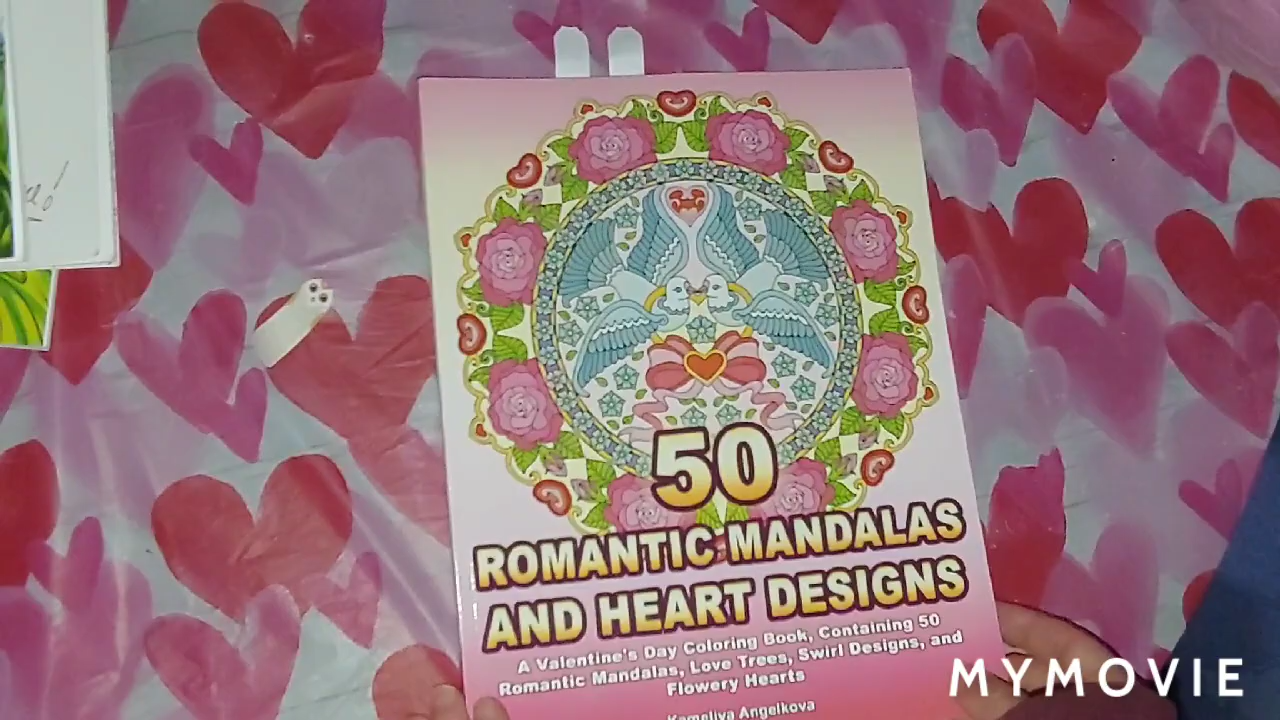 50
ROMANTIC MANDALAS
AND HEART DESIGNS
A Valentine's Day Coloring Book, Containing 50
Romantic Mandalas, Love Trees, Swirl Designs, and
Flowery Hearts
Kameliya Angelkova
MYMOVIE